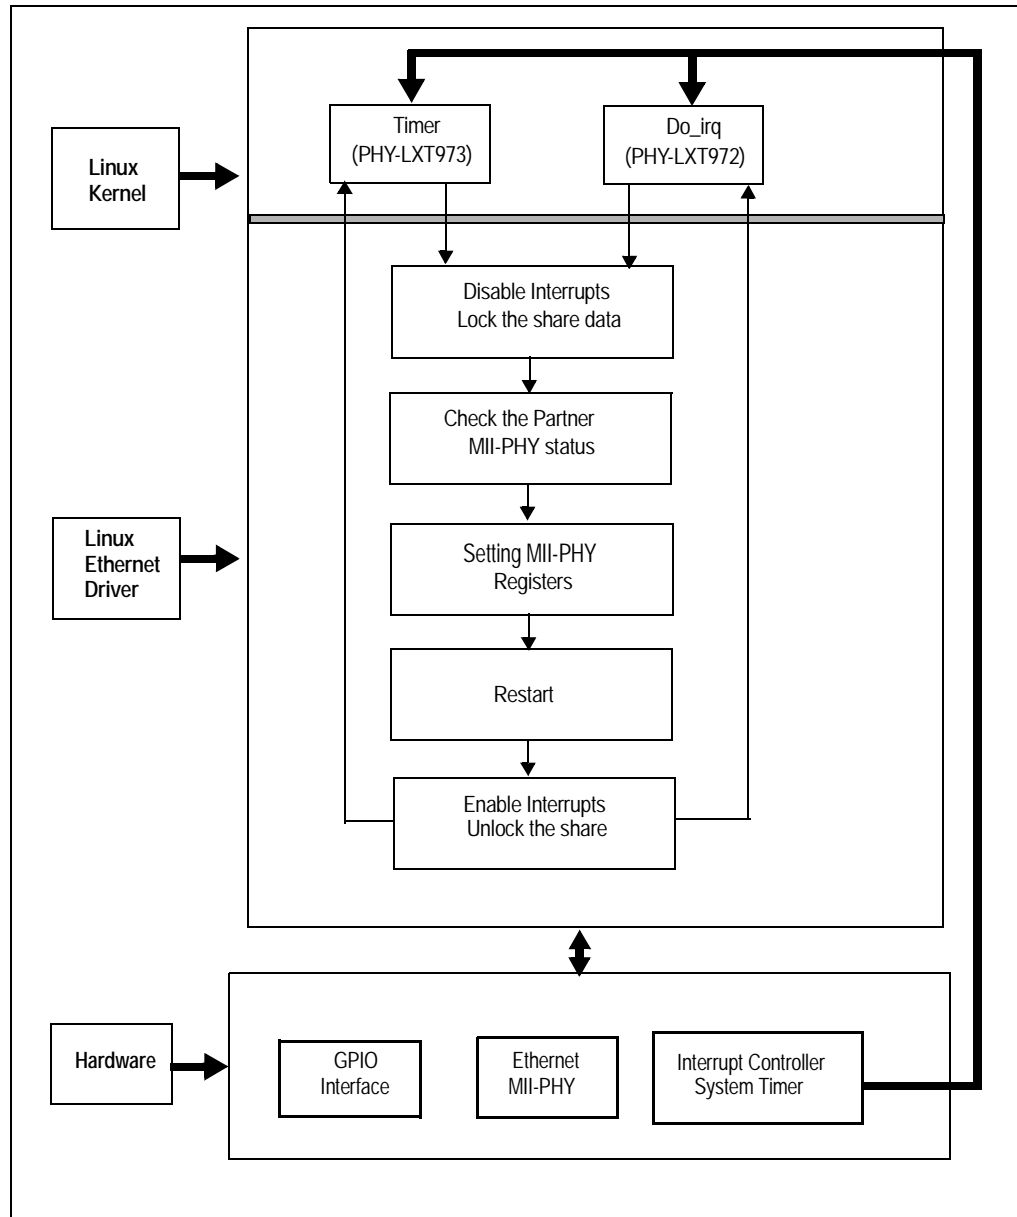 Timer
(PHY-LXT973)
Do_irq
(PHY-LXT972)
Linux
Kernel
Disable Interrupts
Lock the share data
Check the Partner
MII-PHY status
Linux
Ethernet
Driver
Setting MII-PHY
Registers
Restart
Enable Interrupts
Unlock the share
Hardware
GPIO
Interface
Ethernet
MII-PHY
Interrupt Controller
System Timer